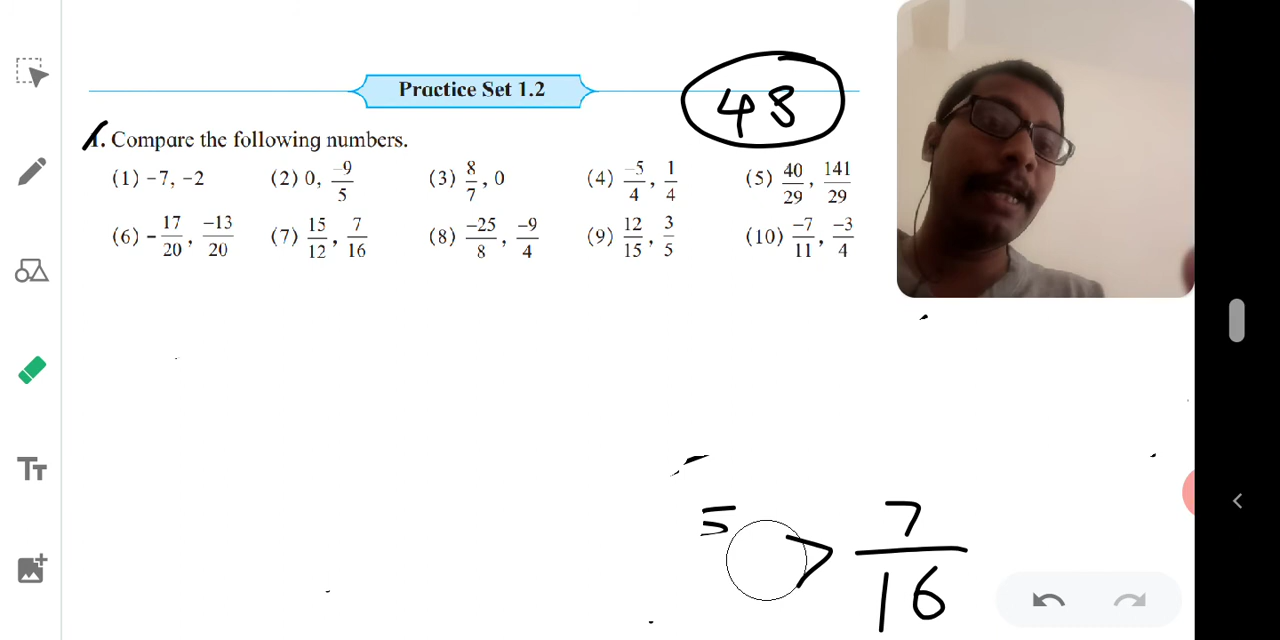 Practice Set 1.2
48
1. Compare the following numbers.
(1) -7, -2 (2) 0, -9/5 (3) 8/7, 0 (4) -5/4, 1/4 (5) 40/29, 141/29
(6) -17/20, -13/20 (7) 15/12, 7/16 (8) -25/8, -9/4 (9) 12/15, 3/5 (10) -7/11, -3/4
5 > 7/16
TT